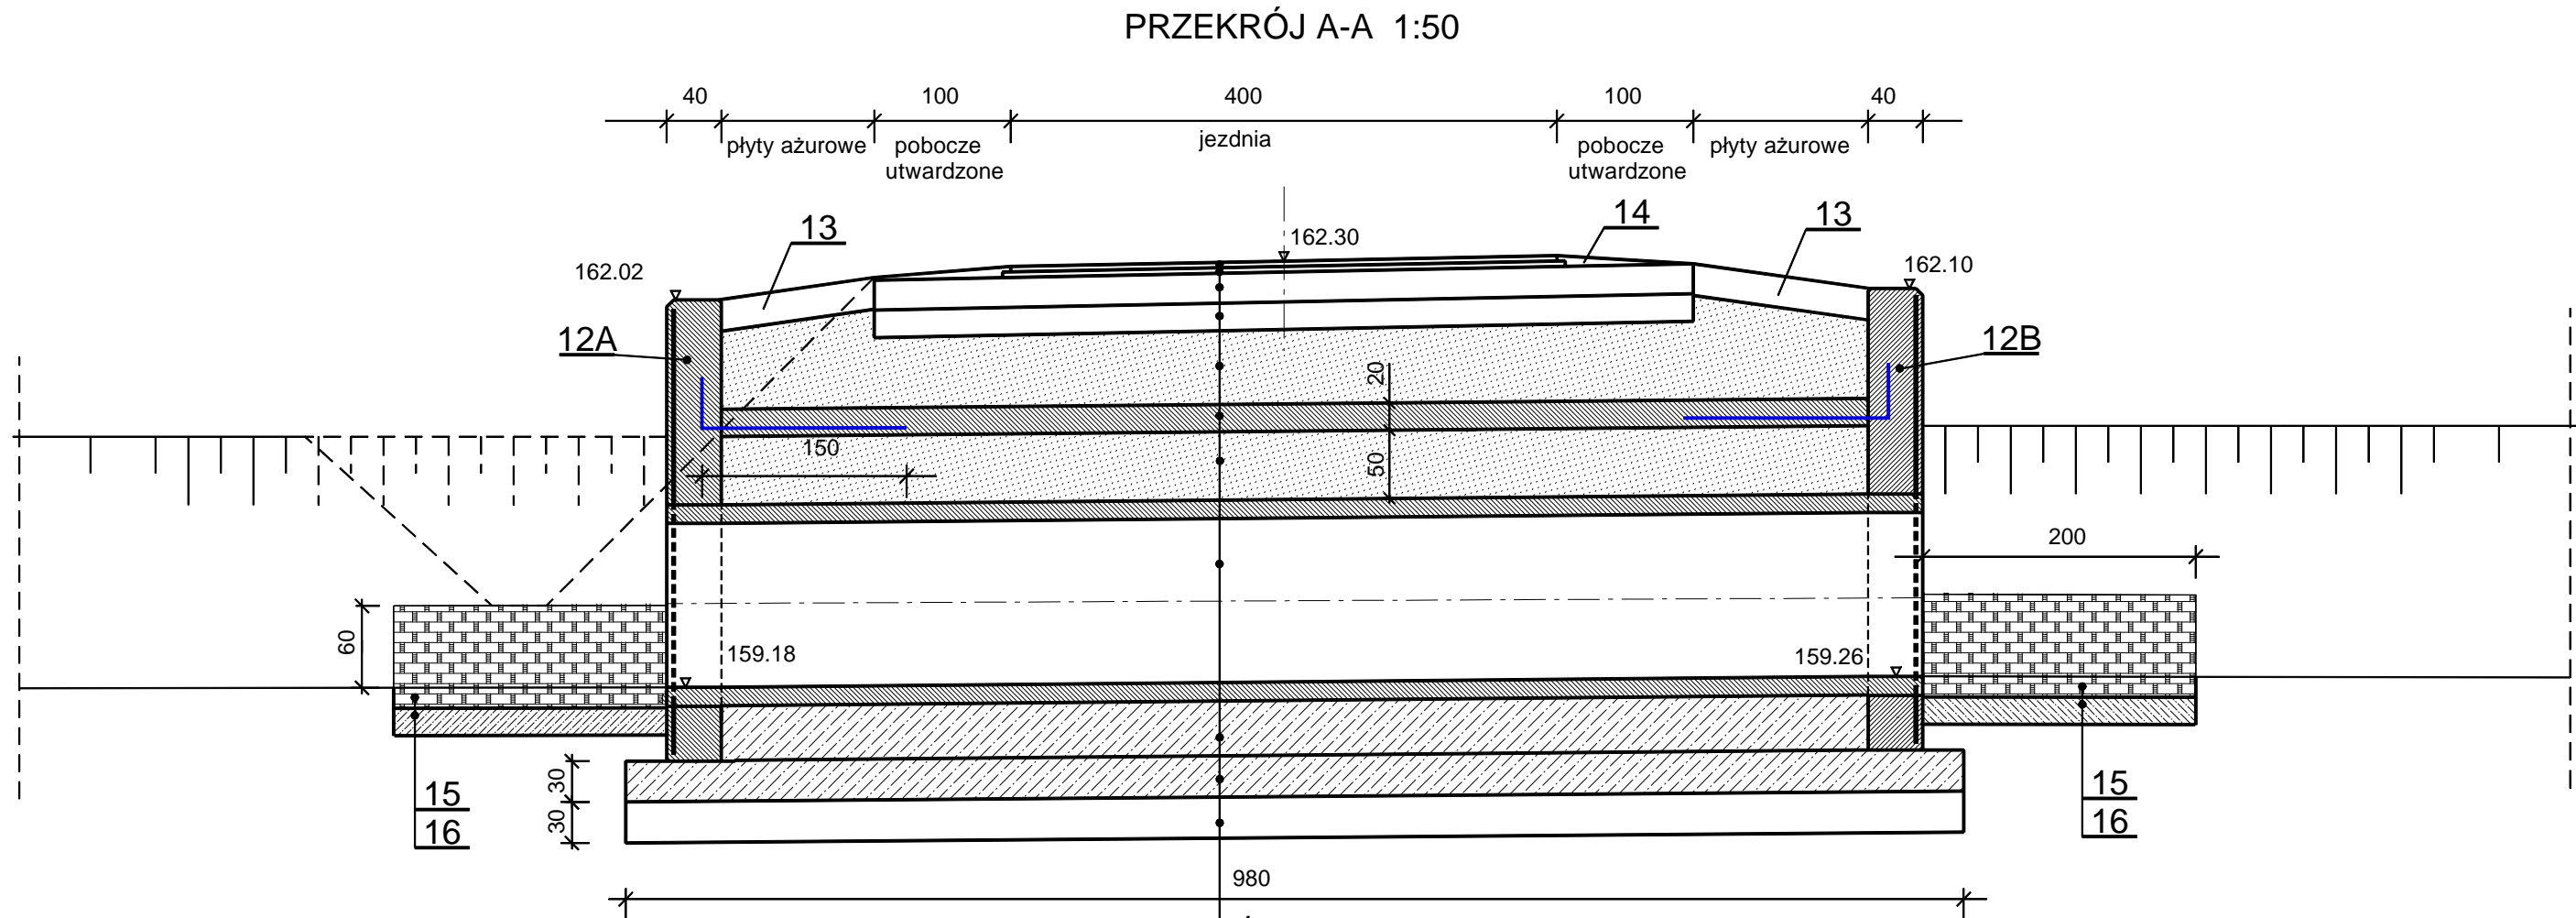 PRZEKRÓJ A-A 1:50
40 100 400 100 40
płyty ażurowe pobocze utwardzone jezdnia pobocze utwardzone płyty ażurowe
13 14 13
162.30
162.02 162.10
12A 12B
20
150
50
200
60
159.18 159.26
15 15
16 16
30
30
980